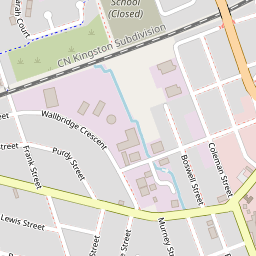 School
(Closed)
Court
CN Kingston Subdivision
Wallbridge Crescent
Frank Street
Purdy Street
Boswell Street
Coleman Street
Lewis Street
Murney Street